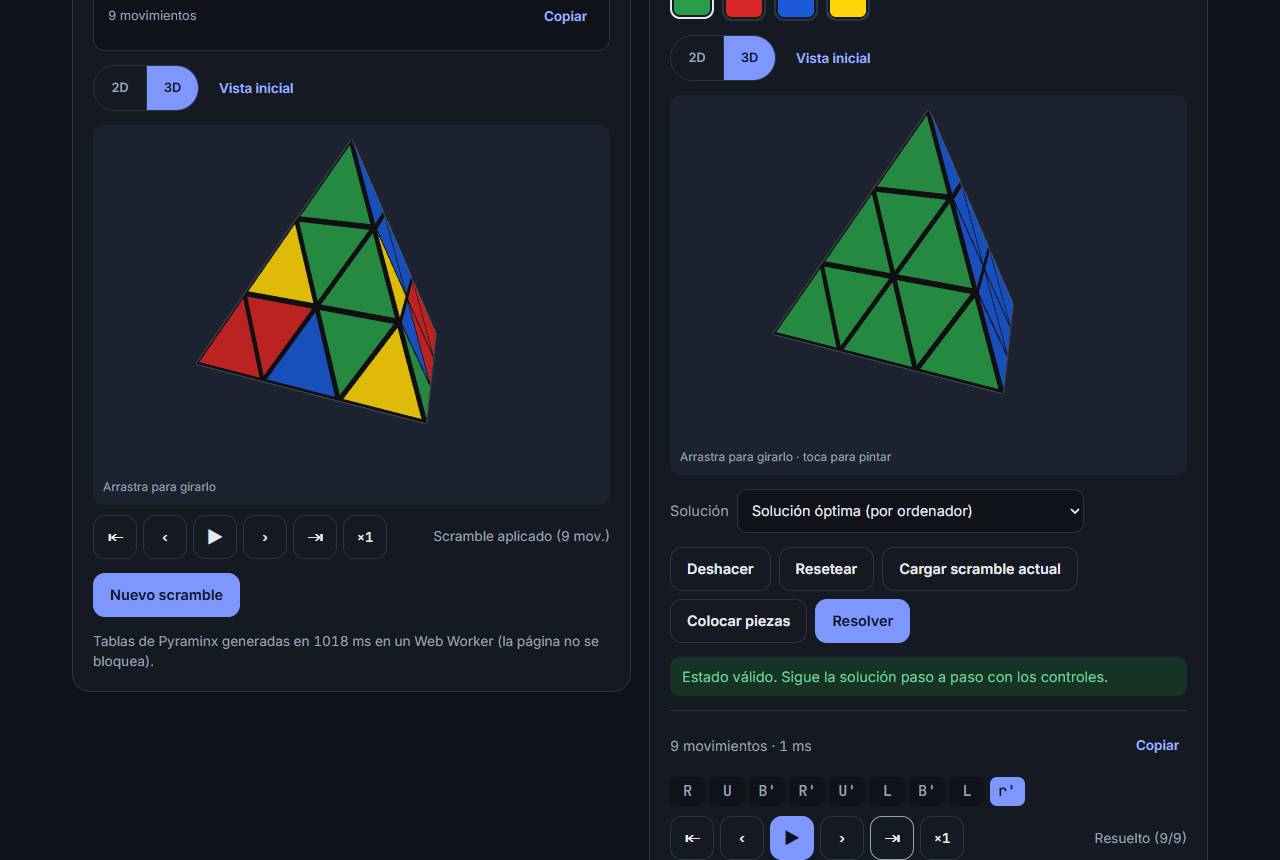 9 movimientos
Copiar
2D
3D
Vista inicial
Arrastra para girarlo
⇤
‹
▶
›
⇥
×1
Scramble aplicado (9 mov.)
Nuevo scramble
Tablas de Pyraminx generadas en 1018 ms en un Web Worker (la página no se
bloquea).
2D
3D
Vista inicial
Arrastra para girarlo · toca para pintar
Solución
Solución óptima (por ordenador)
Deshacer
Resetear
Cargar scramble actual
Colocar piezas
Resolver
Estado válido. Sigue la solución paso a paso con los controles.
9 movimientos · 1 ms
Copiar
R U B' R' U' L B' L r'
⇤
‹
▶
›
⇥
×1
Resuelto (9/9)